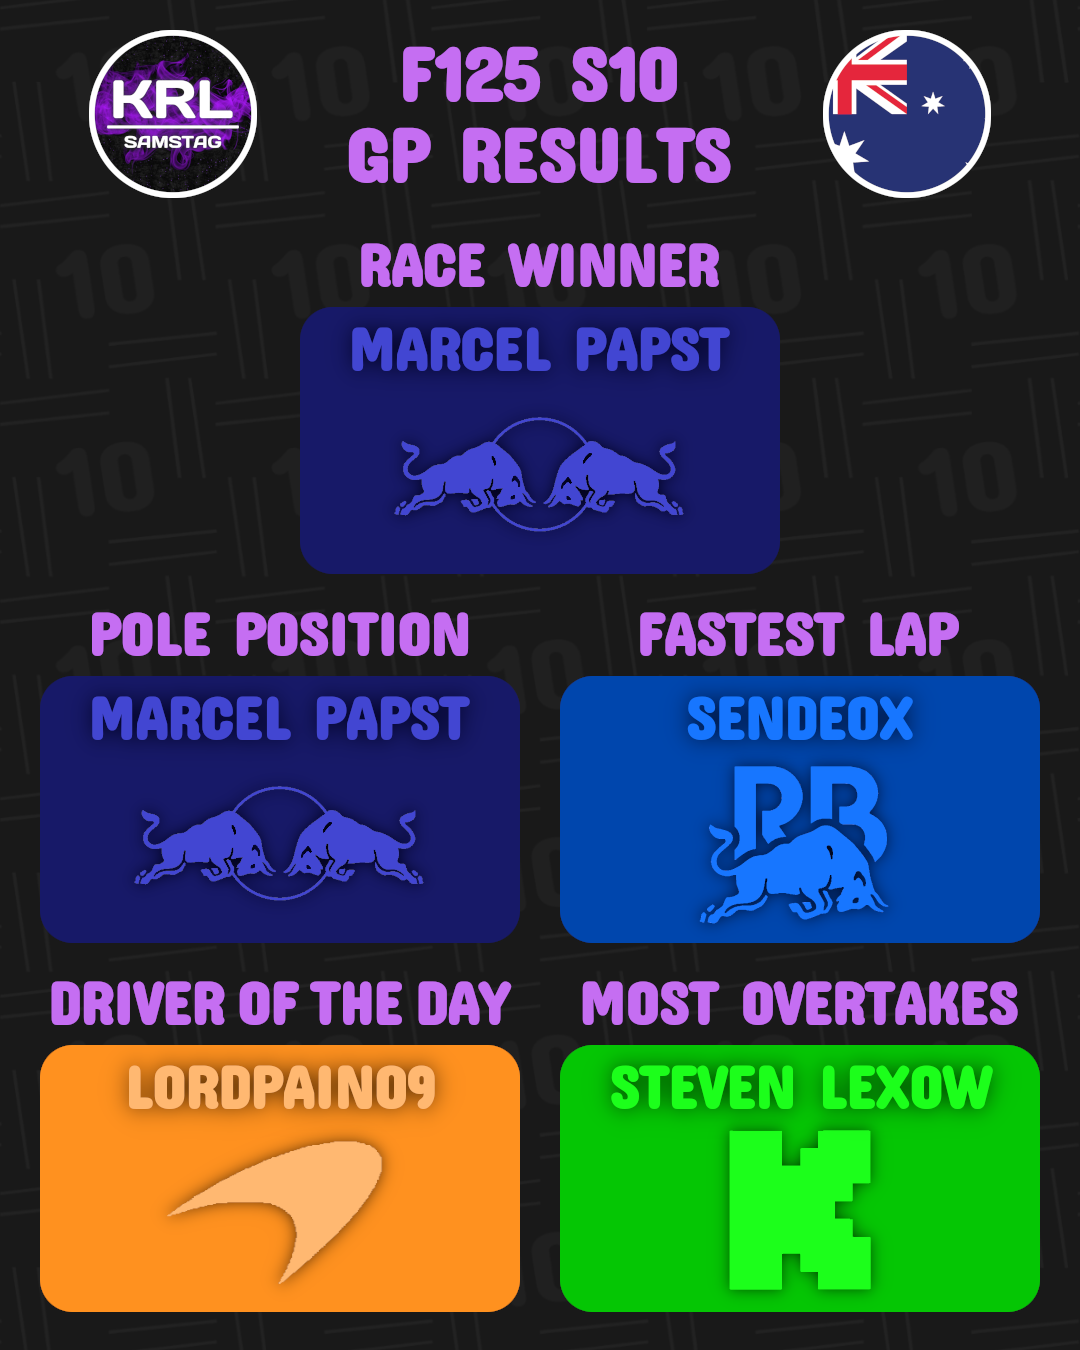 KRL
SAMSTAG
F125 S10
GP RESULTS
RACE WINNER
MARCEL PAPST
POLE POSITION
MARCEL PAPST
FASTEST LAP
SENDEOX
RB
DRIVER OF THE DAY
LORDPAIN09
MOST OVERTAKES
STEVEN LEXOW
K